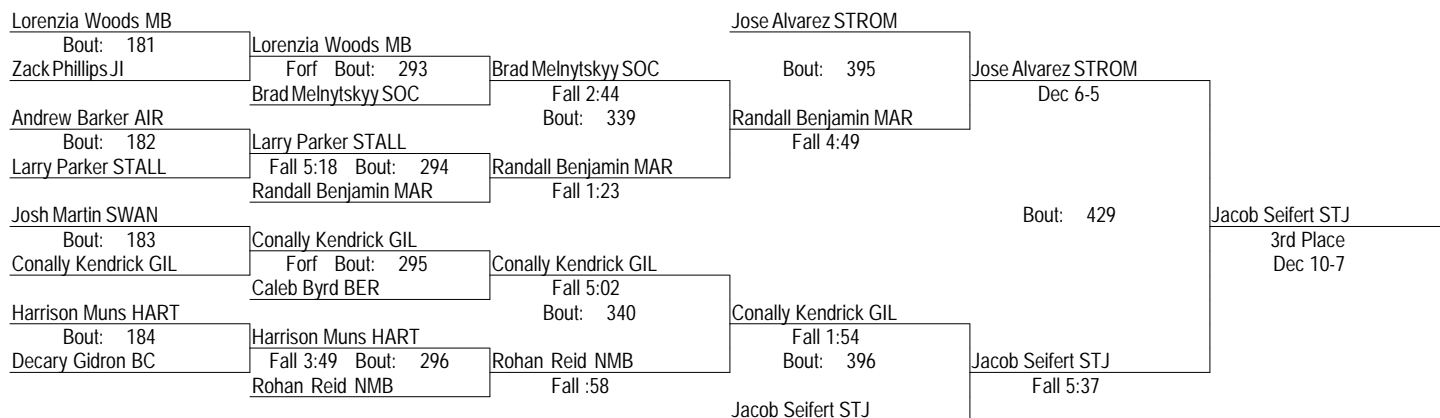 Lorenzia Woods MB
Jose Alvarez STROM
Bout: 181
Lorenzia Woods MB
Zack Phillips JI
Forf Bout: 293
Brad Melnytskyy SOC
Bout: 395
Jose Alvarez STROM
Brad Melnytskyy SOC
Fall 2:44
Dec 6-5
Andrew Barker AIR
Bout: 339
Randall Benjamin MAR
Bout: 182
Larry Parker STALL
Fall 4:49
Larry Parker STALL
Fall 5:18 Bout: 294
Randall Benjamin MAR
Randall Benjamin MAR
Fall 1:23
Josh Martin SWAN
Bout: 429
Jacob Seifert STJ
Bout: 183
Conally Kendrick GIL
3rd Place
Conally Kendrick GIL
Forf Bout: 295
Conally Kendrick GIL
Dec 10-7
Caleb Byrd BER
Fall 5:02
Harrison Muns HART
Bout: 340
Conally Kendrick GIL
Bout: 184
Harrison Muns HART
Fall 1:54
Decary Gidron BC
Fall 3:49 Bout: 296
Rohan Reid NMB
Bout: 396
Jacob Seifert STJ
Rohan Reid NMB
Fall :58
Fall 5:37
Jacob Seifert STJ